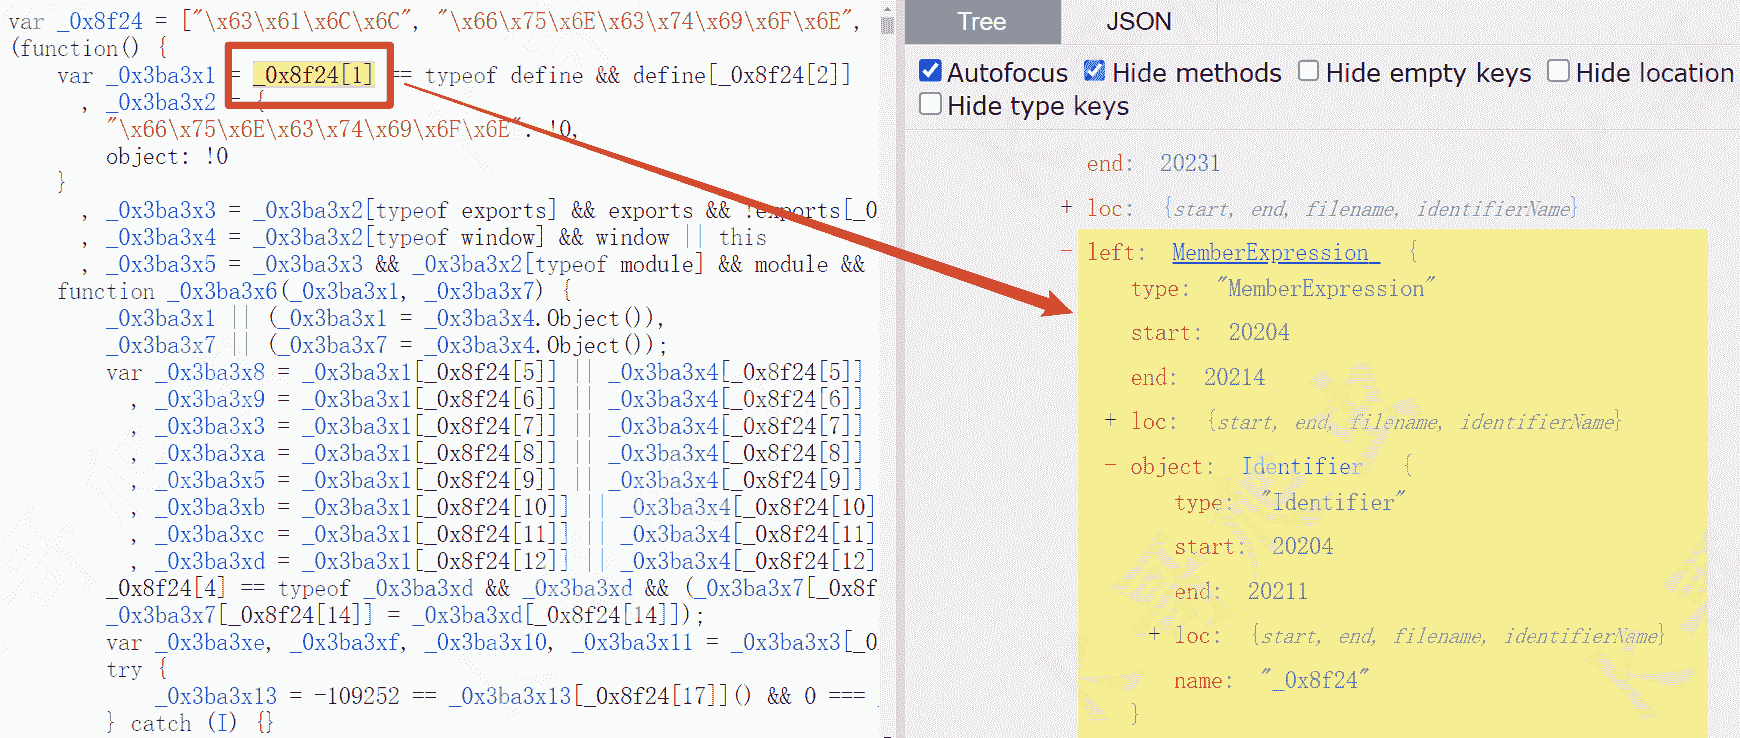 var _0x8f24 = ["\x63\x61\x6C\x6C", "\x66\x75\x6E\x63\x74\x69\x6F\x6E",
(function() {
var _0x3ba3x1 = _0x8f24[1] == typeof define && define[_0x8f24[2]]
, _0x3ba3x2 = {
"\x66\x75\x6E\x63\x74\x69\x6F\x6E": !0,
object: !0
}
, _0x3ba3x3 = _0x3ba3x2[typeof exports] && exports && !exports[_0
, _0x3ba3x4 = _0x3ba3x2[typeof window] && window || this
, _0x3ba3x5 = _0x3ba3x3 && _0x3ba3x2[typeof module] && module &&
function _0x3ba3x6(_0x3ba3x1, _0x3ba3x7) {
_0x3ba3x1 || (_0x3ba3x1 = _0x3ba3x4.Object()),
_0x3ba3x7 || (_0x3ba3x7 = _0x3ba3x4.Object());
var _0x3ba3x8 = _0x3ba3x1[_0x8f24[5]] || _0x3ba3x4[_0x8f24[5]]
, _0x3ba3x9 = _0x3ba3x1[_0x8f24[6]] || _0x3ba3x4[_0x8f24[6]]
, _0x3ba3x3 = _0x3ba3x1[_0x8f24[7]] || _0x3ba3x4[_0x8f24[7]]
, _0x3ba3xa = _0x3ba3x1[_0x8f24[8]] || _0x3ba3x4[_0x8f24[8]]
, _0x3ba3x5 = _0x3ba3x1[_0x8f24[9]] || _0x3ba3x4[_0x8f24[9]]
, _0x3ba3xb = _0x3ba3x1[_0x8f24[10]] || _0x3ba3x4[_0x8f24[10]
, _0x3ba3xc = _0x3ba3x1[_0x8f24[11]] || _0x3ba3x4[_0x8f24[11]
, _0x3ba3xd = _0x3ba3x1[_0x8f24[12]] || _0x3ba3x4[_0x8f24[12]
_0x8f24[4] == typeof _0x3ba3xd && _0x3ba3xd && (_0x3ba3x7[_0x8f
_0x3ba3x7[_0x8f24[14]] = _0x3ba3xd[_0x8f24[14]]);
var _0x3ba3xe, _0x3ba3xf, _0x3ba3x10, _0x3ba3x11 = _0x3ba3x3[_0
try {
_0x3ba3x13 = -109252 == _0x3ba3x13[_0x8f24[17]]() && 0 === _
} catch (I) {}
Tree JSON
Autofocus Hide methods Hide empty keys Hide location
Hide type keys
end: 20231
+ loc: {start, end, filename, identifierName}
- left: MemberExpression {
type: "MemberExpression"
start: 20204
end: 20214
+ loc: {start, end, filename, identifierName}
- object: Identifier {
type: "Identifier"
start: 20204
end: 20211
+ loc: {start, end, filename, identifierName}
name: "_0x8f24"
}